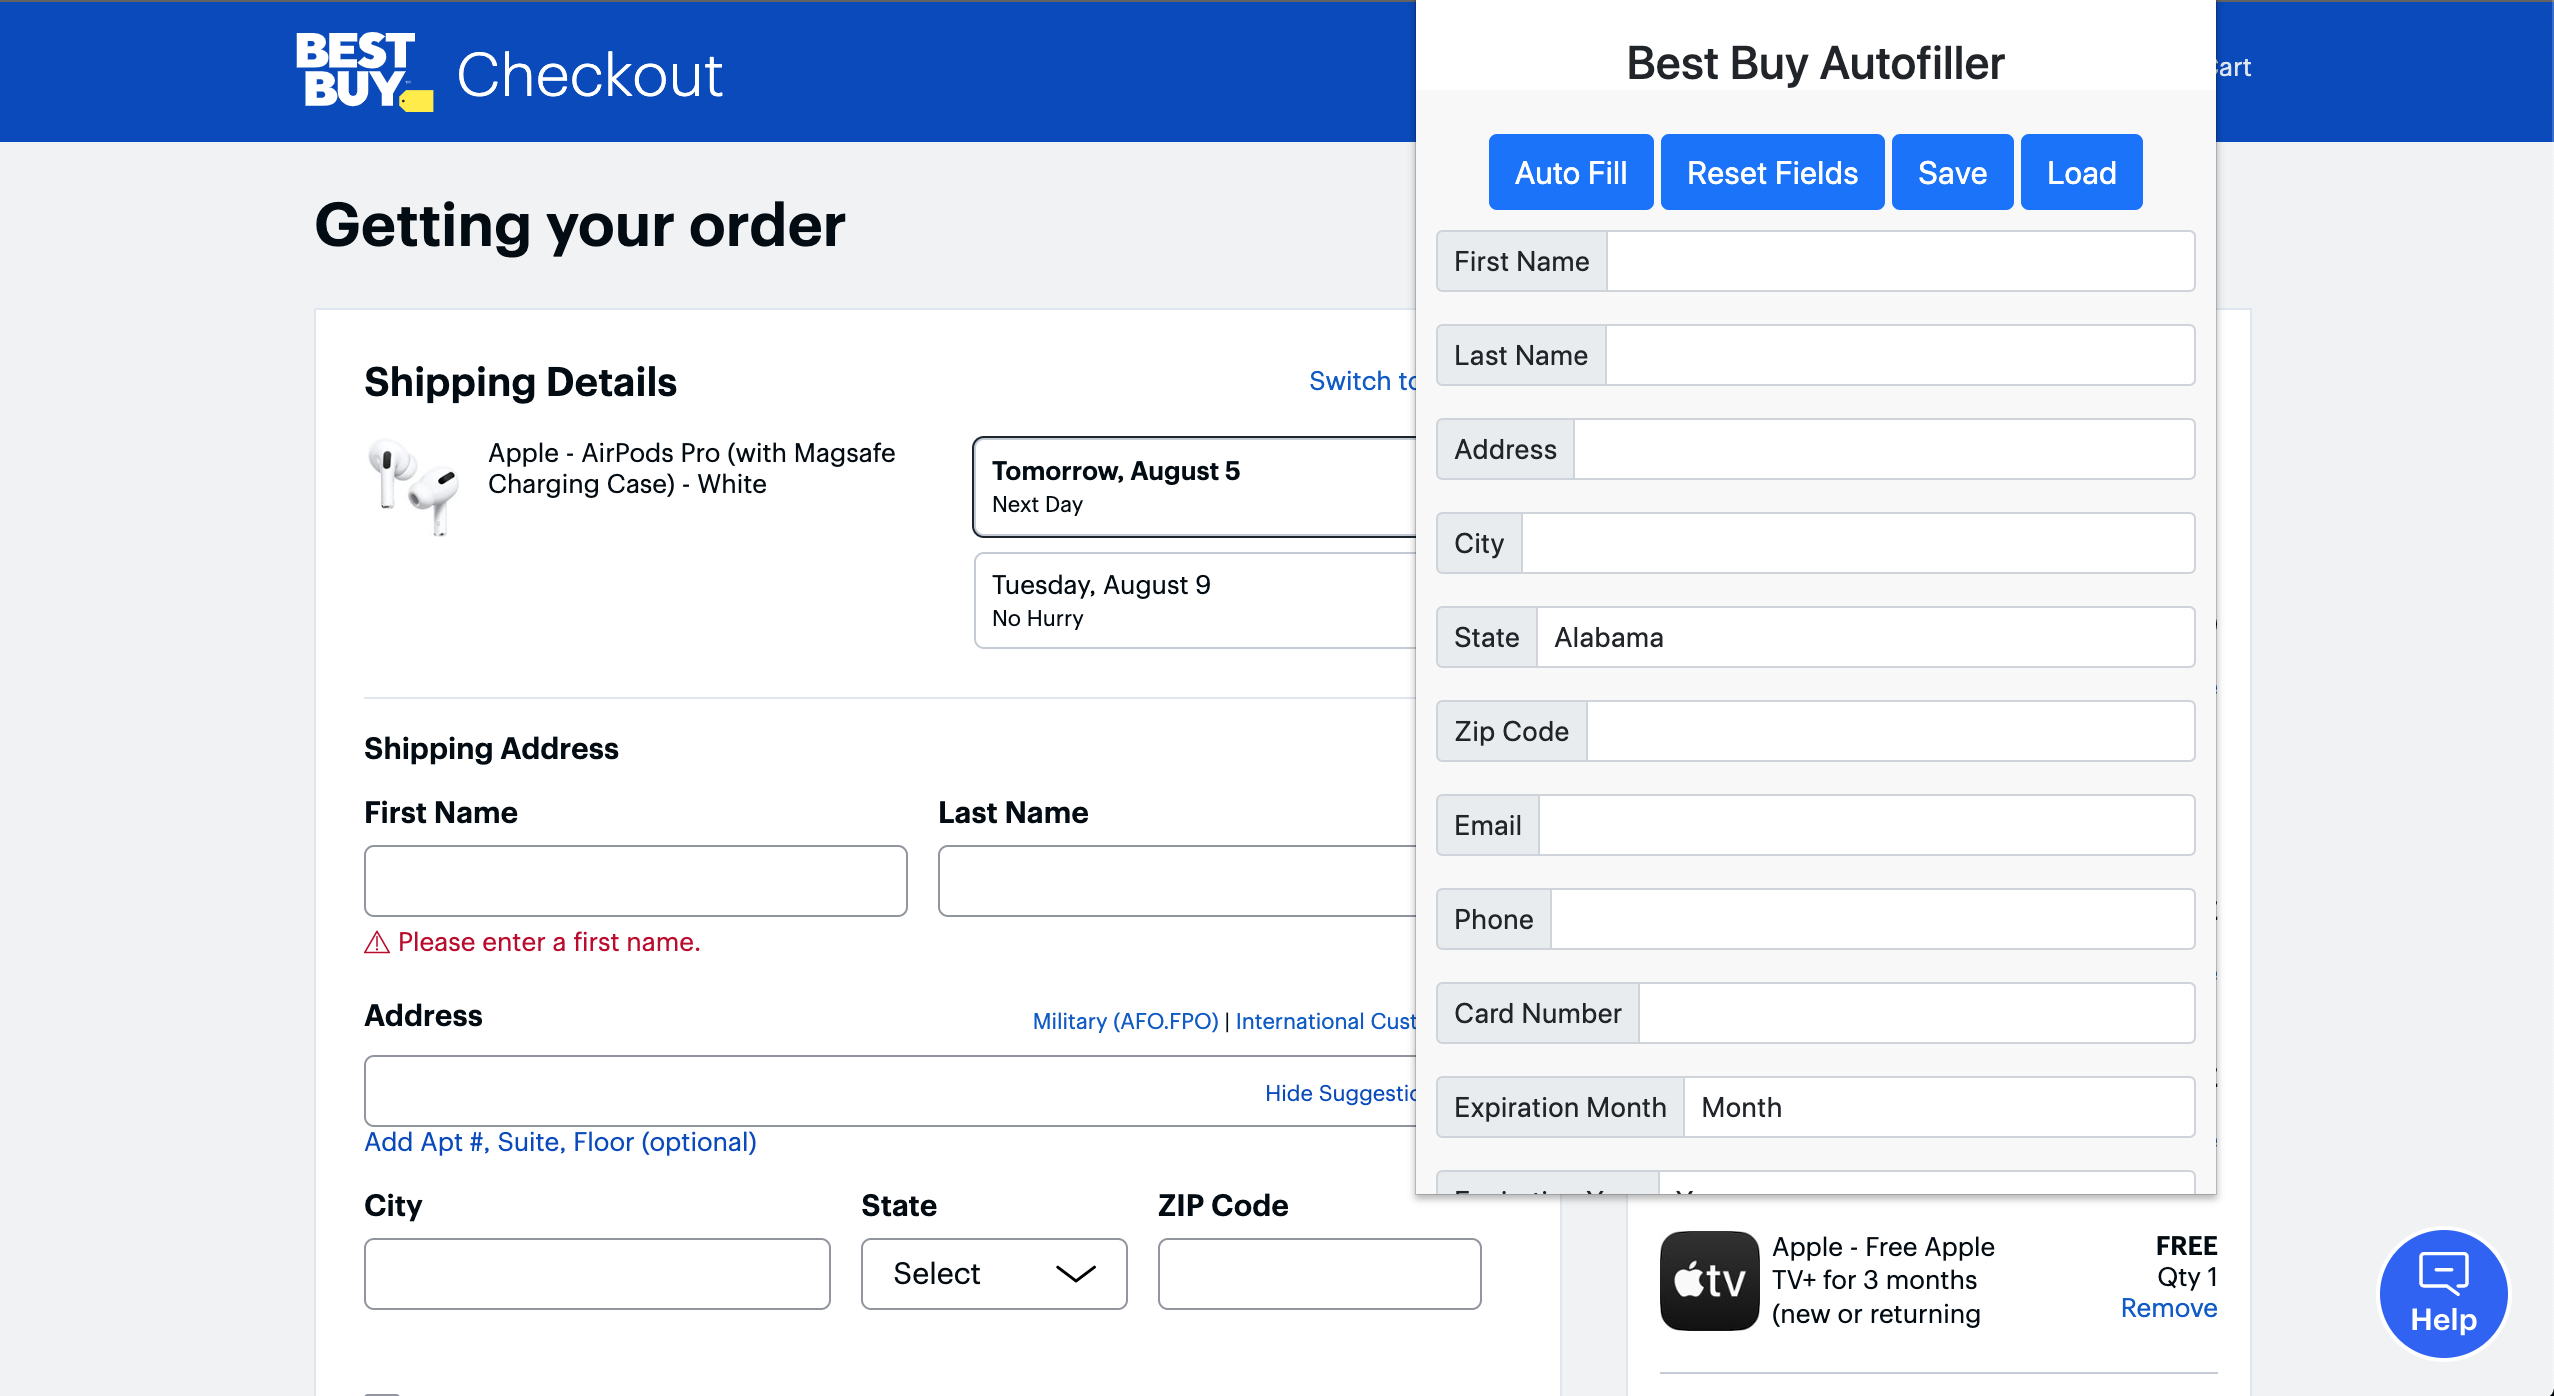 BEST
BUY
Checkout
Getting your order
Shipping Details
Switch to
Apple - AirPods Pro (with Magsafe
Charging Case) - White
Tomorrow, August 5
Next Day
Tuesday, August 9
No Hurry
Shipping Address
First Name
Last Name
Please enter a first name.
Address
Military (AFO.FPO) | International
Hide
Add Apt #, Suite, Floor (optional)
City
State
ZIP Code
Select
Best Buy Autofiller
Auto Fill
Reset Fields
Save
Load
First Name
Last Name
Address
City
State
Alabama
Zip Code
Email
Phone
Card Number
Expiration Month
Month
Apple - Free Apple
TV+ for 3 months
(new or returning
FREE
Qty 1
Remove
tv
Help